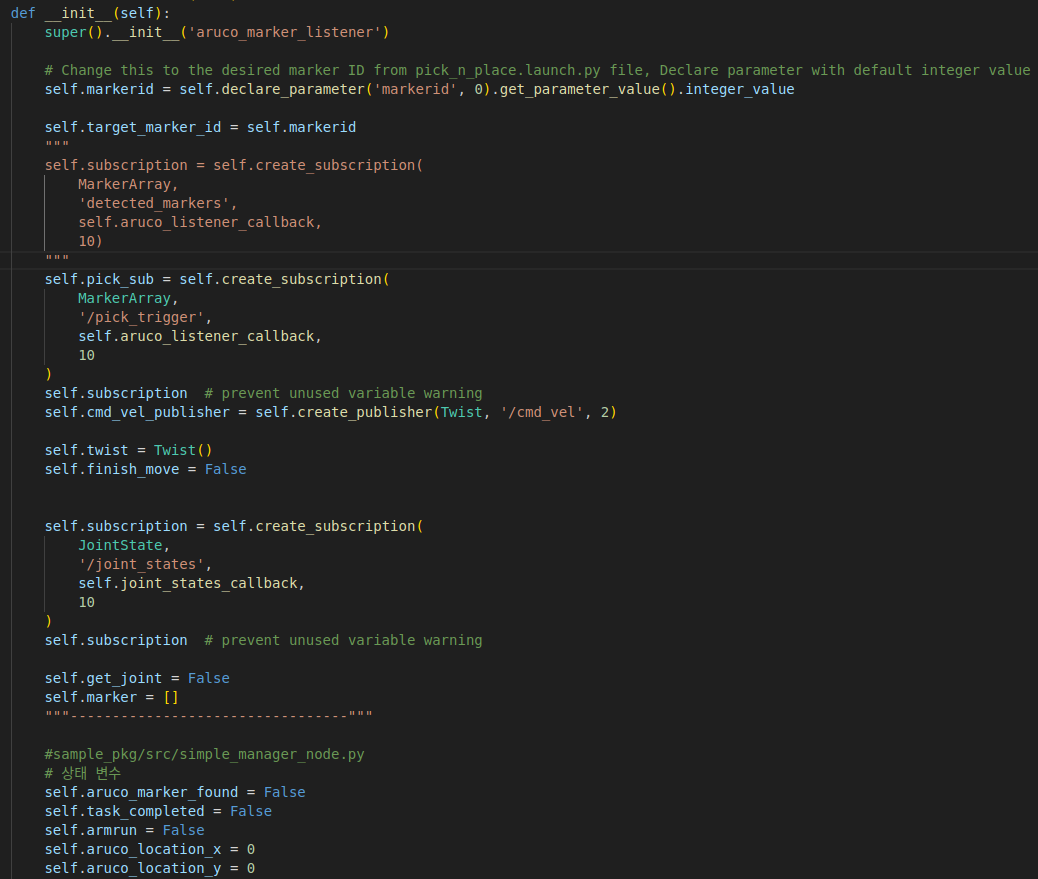 def __init__(self):
    super().__init__('aruco_marker_listener')

    # Change this to the desired marker ID from pick_n_place.launch.py file, Declare parameter with default integer value
    self.markerid = self.declare_parameter('markerid', 0).get_parameter_value().integer_value

    self.target_marker_id = self.markerid
    """
    self.subscription = self.create_subscription(
        MarkerArray,
        'detected_markers',
        self.aruco_listener_callback,
        10)
    """
    self.pick_sub = self.create_subscription(
        MarkerArray,
        '/pick_trigger',
        self.aruco_listener_callback,
        10
    )
    self.subscription  # prevent unused variable warning
    self.cmd_vel_publisher = self.create_publisher(Twist, '/cmd_vel', 2)

    self.twist = Twist()
    self.finish_move = False


    self.subscription = self.create_subscription(
        JointState,
        '/joint_states',
        self.joint_states_callback,
        10
    )
    self.subscription  # prevent unused variable warning

    self.get_joint = False
    self.marker = []
    """---------------------------------"""

    #sample_pkg/src/simple_manager_node.py
    # 상태 변수
    self.aruco_marker_found = False
    self.task_completed = False
    self.armrun = False
    self.aruco_location_x = 0
    self.aruco_location_y = 0